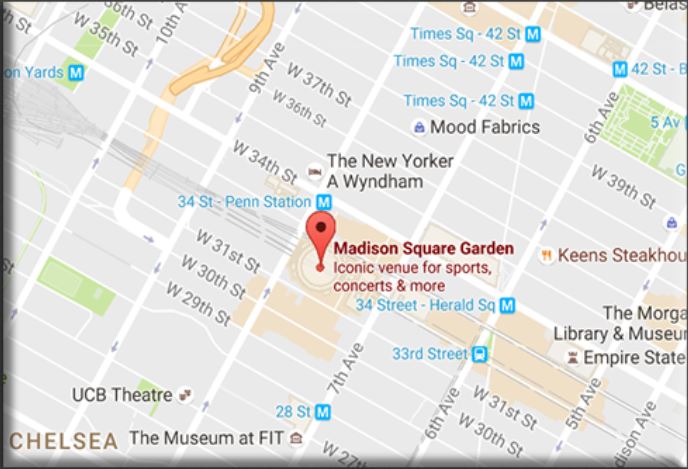 36th St
W 35th St
10th A
9th Ave
Times Sq - 42 St M
Belas
on Yards M
W 37th St
Times Sq - 42 St M
M 42 St - B
W 36th St
Times Sq - 42 St M
6th Ave
Mood Fabrics
5 Av
W 34th St
The New Yorker
A Wyndham
W 39th St
34 St - Penn Station M
W 31st St
Madison Square Garden
Iconic venue for sports,
concerts & more
Keens Steakhou
W 30th St
W 29th St
34 Street - Herald Sq M
The Morga
Library & Museur
33rd Street
Empire State
7th Ave
UCB Theatre
28 St M
6th Ave
W 31st St
5th Ave
dison Ave
W 30th St
CHELSEA
The Museum at FIT
W 27th